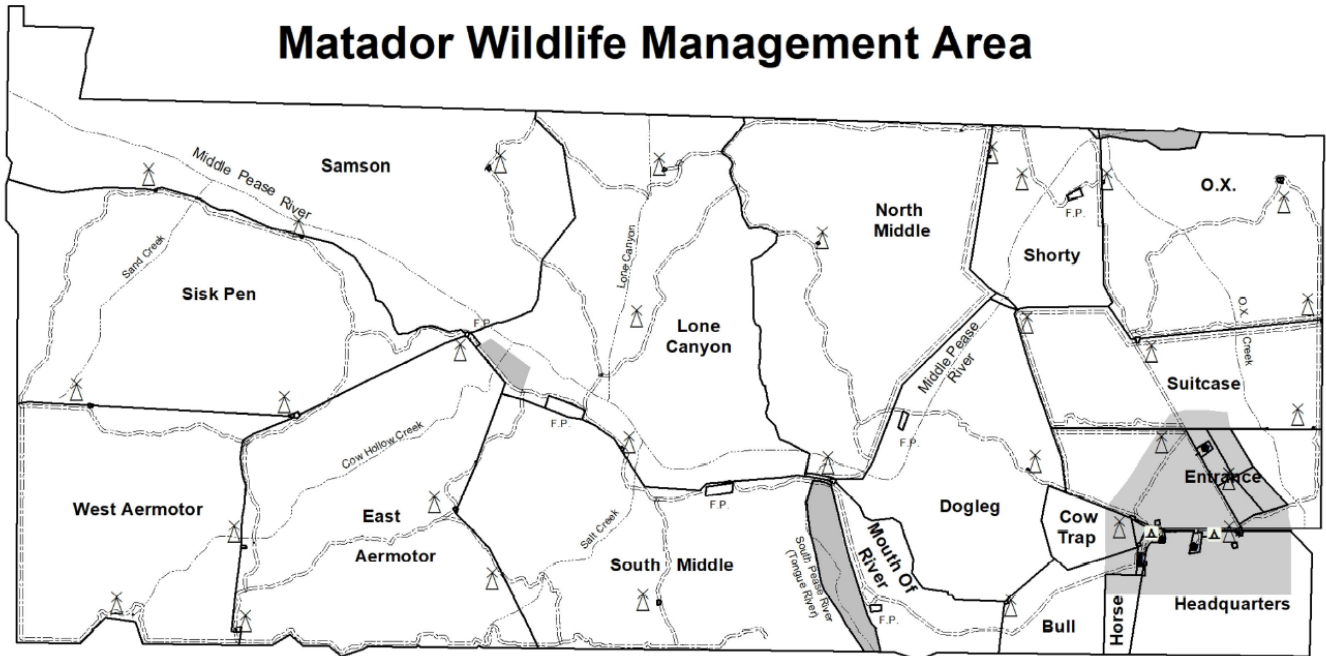 Matador Wildlife Management Area
Samson
Middle Pease River
O.X.
North
Middle
F.P.
Shorty
Sand Creek
Lone Canyon
Sisk Pen
O.X. Creek
F.P.
Lone
Canyon
Middle Pease
River
Suitcase
F.P.
Cow Hollow Creek
F.P.
Entrance
West Aermotor
East
Aermotor
Salt Creek
F.P.
Dogleg
Cow
Trap
South Middle
South Pease River
(Tongue River)
Mouth Of
River
F.P.
Bull
Horse
Headquarters